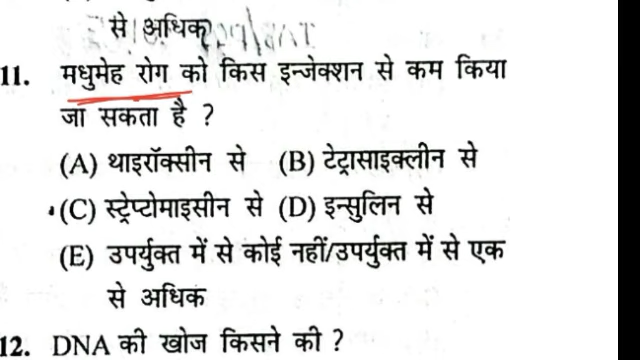 से अधिक
11. मधुमेह रोग को किस इन्जेक्शन से कम किया
जा सकता है ?
(A) थाइरॉक्सीन से (B) टेट्रासाइक्लीन से
(C) स्ट्रेप्टोमाइसीन से (D) इन्सुलिन से
(E) उपर्युक्त में से कोई नहीं/उपर्युक्त में से एक
से अधिक
12. DNA की खोज किसने की ?